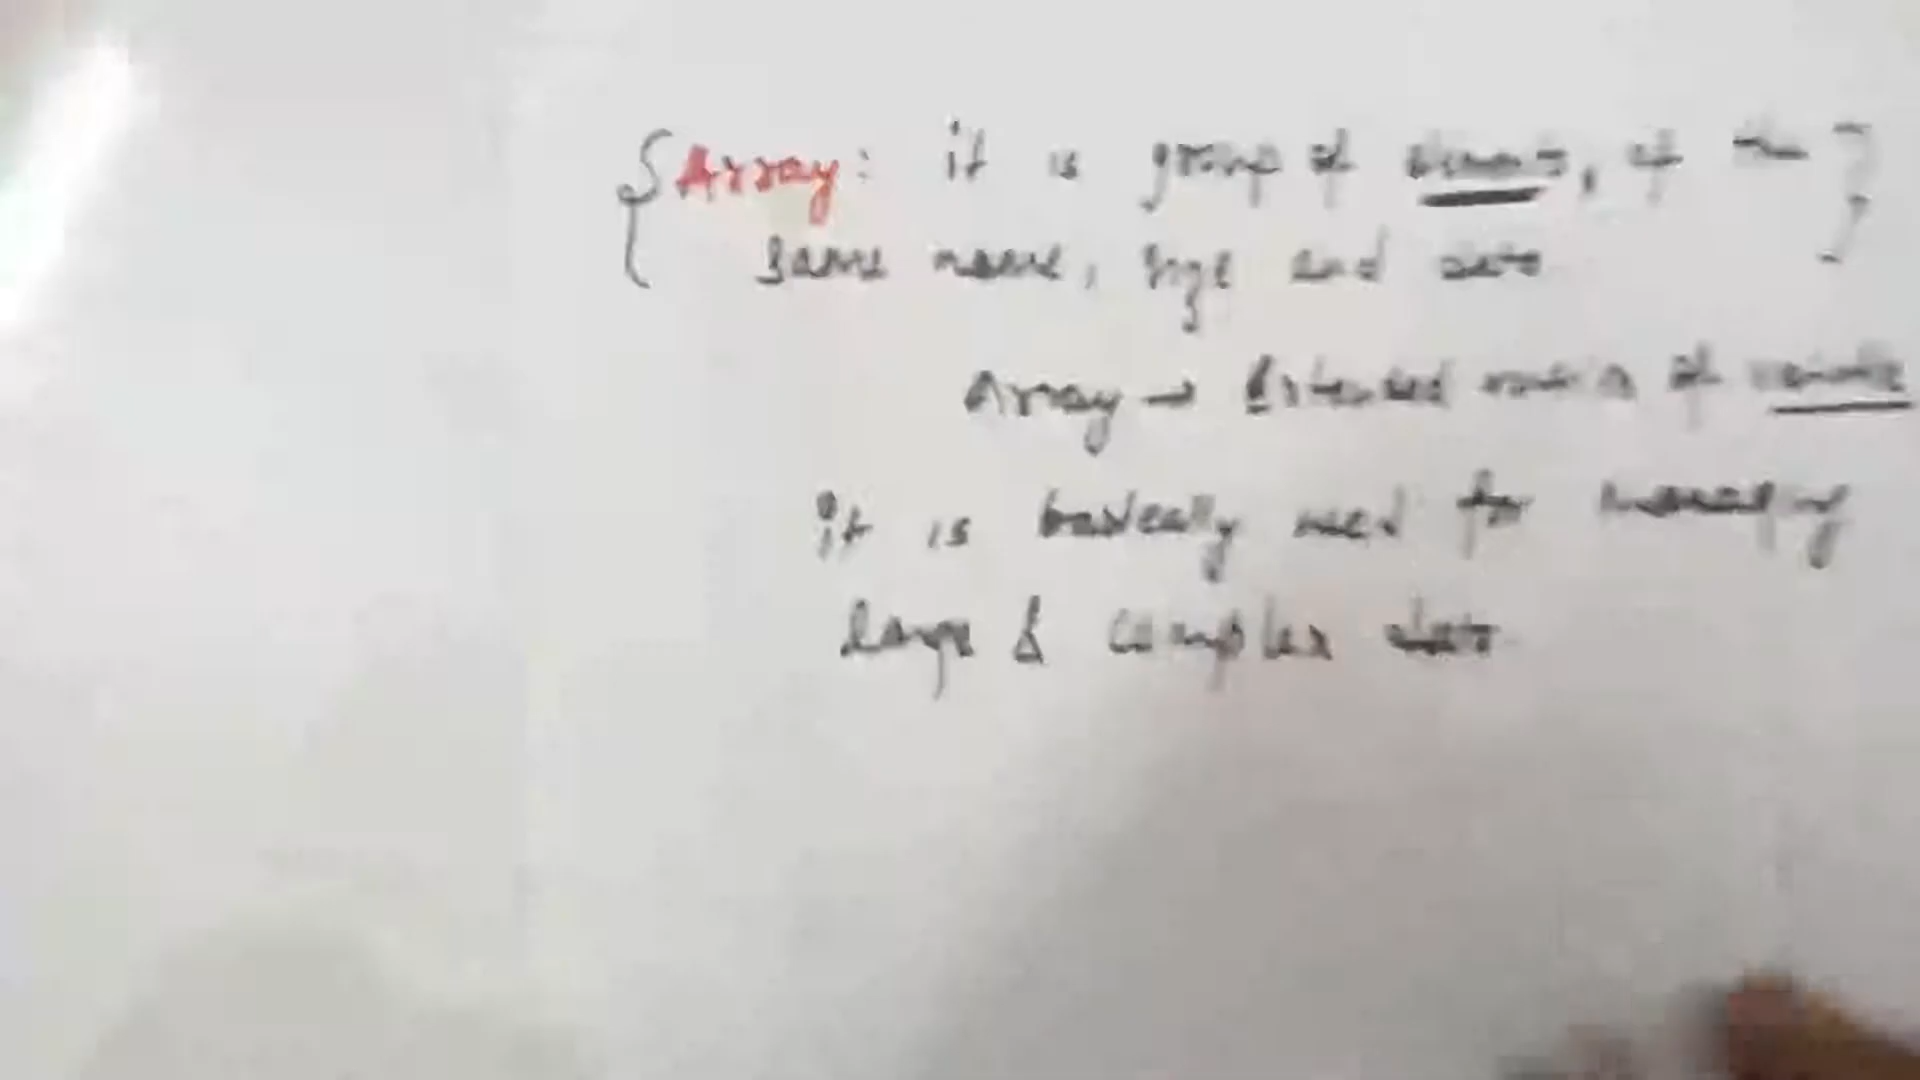 Array: it is group of elements, of the
same name, size and data
Array → Extended version of variable
it is basically used for managing
large & complex data